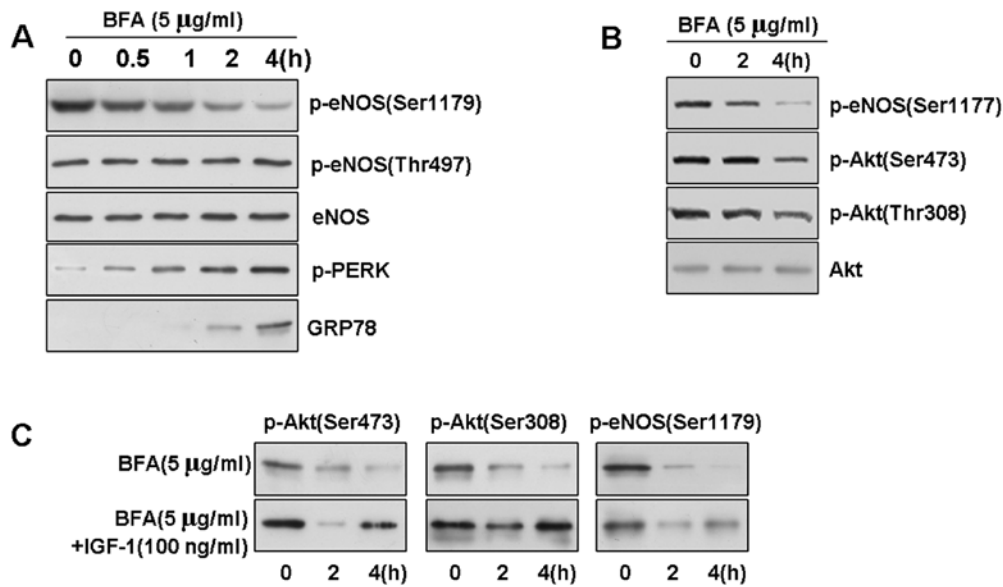 A
BFA (5 µg/ml)
0 0.5 1 2 4(h)
p-eNOS(Ser1179)
p-eNOS(Thr497)
eNOS
p-PERK
GRP78
B
BFA (5 µg/ml)
0 2 4(h)
p-eNOS(Ser1177)
p-Akt(Ser473)
p-Akt(Thr308)
Akt
C
p-Akt(Ser473) p-Akt(Ser308) p-eNOS(Ser1179)
BFA(5 µg/ml)
BFA(5 µg/ml)
+IGF-1(100 ng/ml)
0 2 4(h) 0 2 4(h) 0 2 4(h)